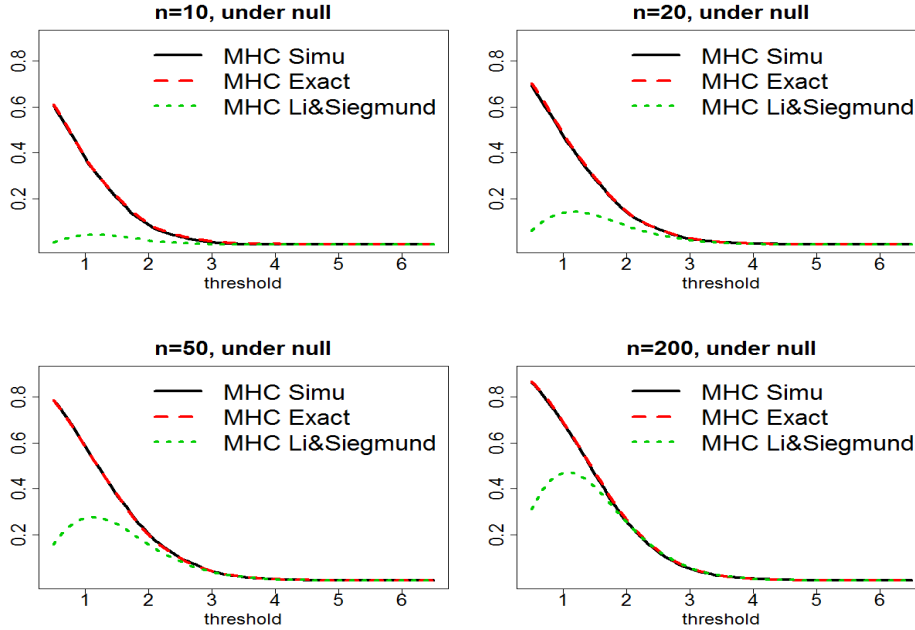 n=10, under null
MHC Simu
MHC Exact
MHC Li&Siegmund
0.8
0.6
0.4
0.2
1 2 3 4 5 6
threshold
n=20, under null
MHC Simu
MHC Exact
MHC Li&Siegmund
0.8
0.6
0.4
0.2
1 2 3 4 5 6
threshold
n=50, under null
MHC Simu
MHC Exact
MHC Li&Siegmund
0.8
0.6
0.4
0.2
1 2 3 4 5 6
threshold
n=200, under null
MHC Simu
MHC Exact
MHC Li&Siegmund
0.8
0.6
0.4
0.2
1 2 3 4 5 6
threshold